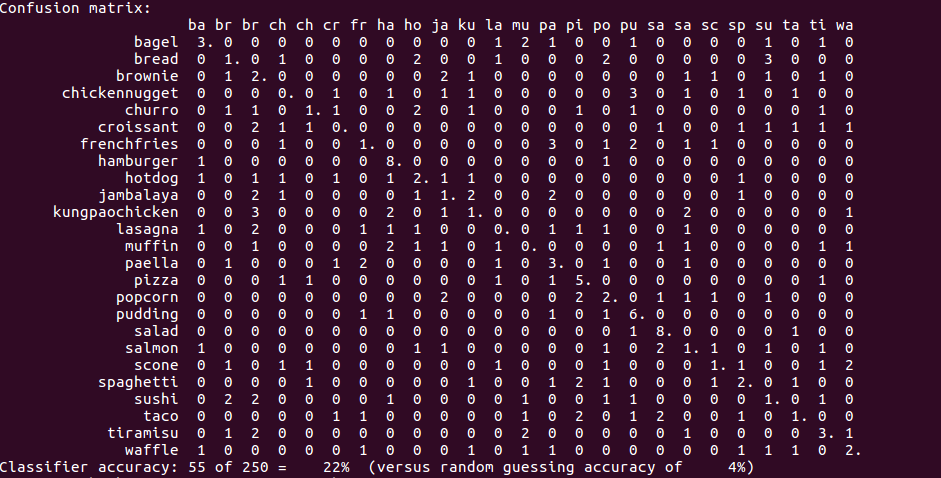 Confusion matrix:
ba br br ch ch cr fr ha ho ja ku la mu pa pi po pu sa sa sc sp su ta ti wa
bagel 3. 0 0 0 0 0 0 0 0 0 0 1 2 1 0 0 1 0 0 0 0 1 0 1 0
bread 0 1. 0 1 0 0 0 0 2 0 0 1 0 0 0 2 0 0 0 0 0 3 0 0 0
brownie 0 1 2. 0 0 0 0 0 0 2 1 0 0 0 0 0 0 0 1 1 0 1 0 1 0
chickennugget 0 0 0 0. 0 1 0 1 0 1 1 0 0 0 0 0 3 0 1 0 1 0 1 0 0
churro 0 1 1 0 1. 1 0 0 2 0 1 0 0 0 1 0 1 0 0 0 0 0 0 1 0
croissant 0 0 2 1 1 0. 0 0 0 0 0 0 0 0 0 0 0 1 0 0 1 1 1 1 1
frenchfries 0 0 0 1 0 0 1. 0 0 0 0 0 0 3 0 1 2 0 1 1 0 0 0 0 0
hamburger 1 0 0 0 0 0 0 8. 0 0 0 0 0 0 0 1 0 0 0 0 0 0 0 0 0
hotdog 1 0 1 1 0 1 0 1 2. 1 1 0 0 0 0 0 0 0 0 0 1 0 0 0 0
jambalaya 0 0 2 1 0 0 0 0 1 1. 2 0 0 2 0 0 0 0 0 0 1 0 0 0 0
kungpaochicken 0 0 3 0 0 0 0 2 0 1 1. 0 0 0 0 0 0 0 2 0 0 0 0 0 1
lasagna 1 0 2 0 0 0 1 1 1 0 0 0. 0 1 1 1 0 0 1 0 0 0 0 0 0
muffin 0 0 1 0 0 0 0 2 1 1 0 1 0. 0 0 0 0 1 1 0 0 0 0 1 1
paella 0 1 0 0 0 1 2 0 0 0 0 1 0 3. 0 1 0 0 1 0 0 0 0 0 0
pizza 0 0 0 1 1 0 0 0 0 0 0 1 0 1 5. 0 0 0 0 0 0 0 0 1 0
popcorn 0 0 0 0 0 0 0 0 0 2 0 0 0 0 2 2. 0 1 1 1 0 1 0 0 0
pudding 0 0 0 0 0 0 1 1 0 0 0 0 0 1 0 1 6. 0 0 0 0 0 0 0 0
salad 0 0 0 0 0 0 0 0 0 0 0 0 0 0 0 0 1 8. 0 0 0 0 1 0 0
salmon 1 0 0 0 0 0 0 0 1 1 0 0 0 0 0 1 0 2 1. 1 0 1 0 1 0
scone 0 1 0 1 1 0 0 0 0 0 0 1 0 0 0 1 0 0 0 1. 1 0 0 1 2
spaghetti 0 0 0 0 1 0 0 0 0 0 1 0 0 1 2 1 0 0 0 1 2. 0 1 0 0
sushi 0 2 2 0 0 0 0 1 0 0 0 0 1 0 0 1 1 0 0 0 0 1. 0 1 0
taco 0 0 0 0 0 1 1 0 0 0 0 0 1 0 2 0 1 2 0 0 1 0 1. 0 0
tiramisu 0 1 2 0 0 0 0 0 0 0 0 0 2 0 0 0 0 0 1 0 0 0 0 3. 1
waffle 1 0 0 0 0 0 1 0 0 0 1 0 1 1 0 0 0 0 0 0 1 1 1 0 2.
Classifier accuracy: 55 of 250 = 22% (versus random guessing accuracy of 4%)